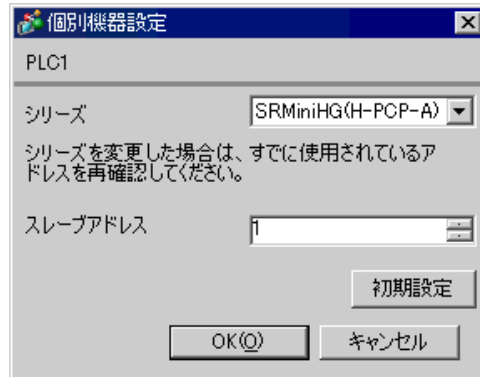 個別機器設定
PLC1
シリーズ
SRMiniHG(H-PCP-A)
シリーズを変更した場合は、すでに使用されているア
ドレスを再確認してください。
スレーブアドレス
1
初期設定
OK(O)
キャンセル